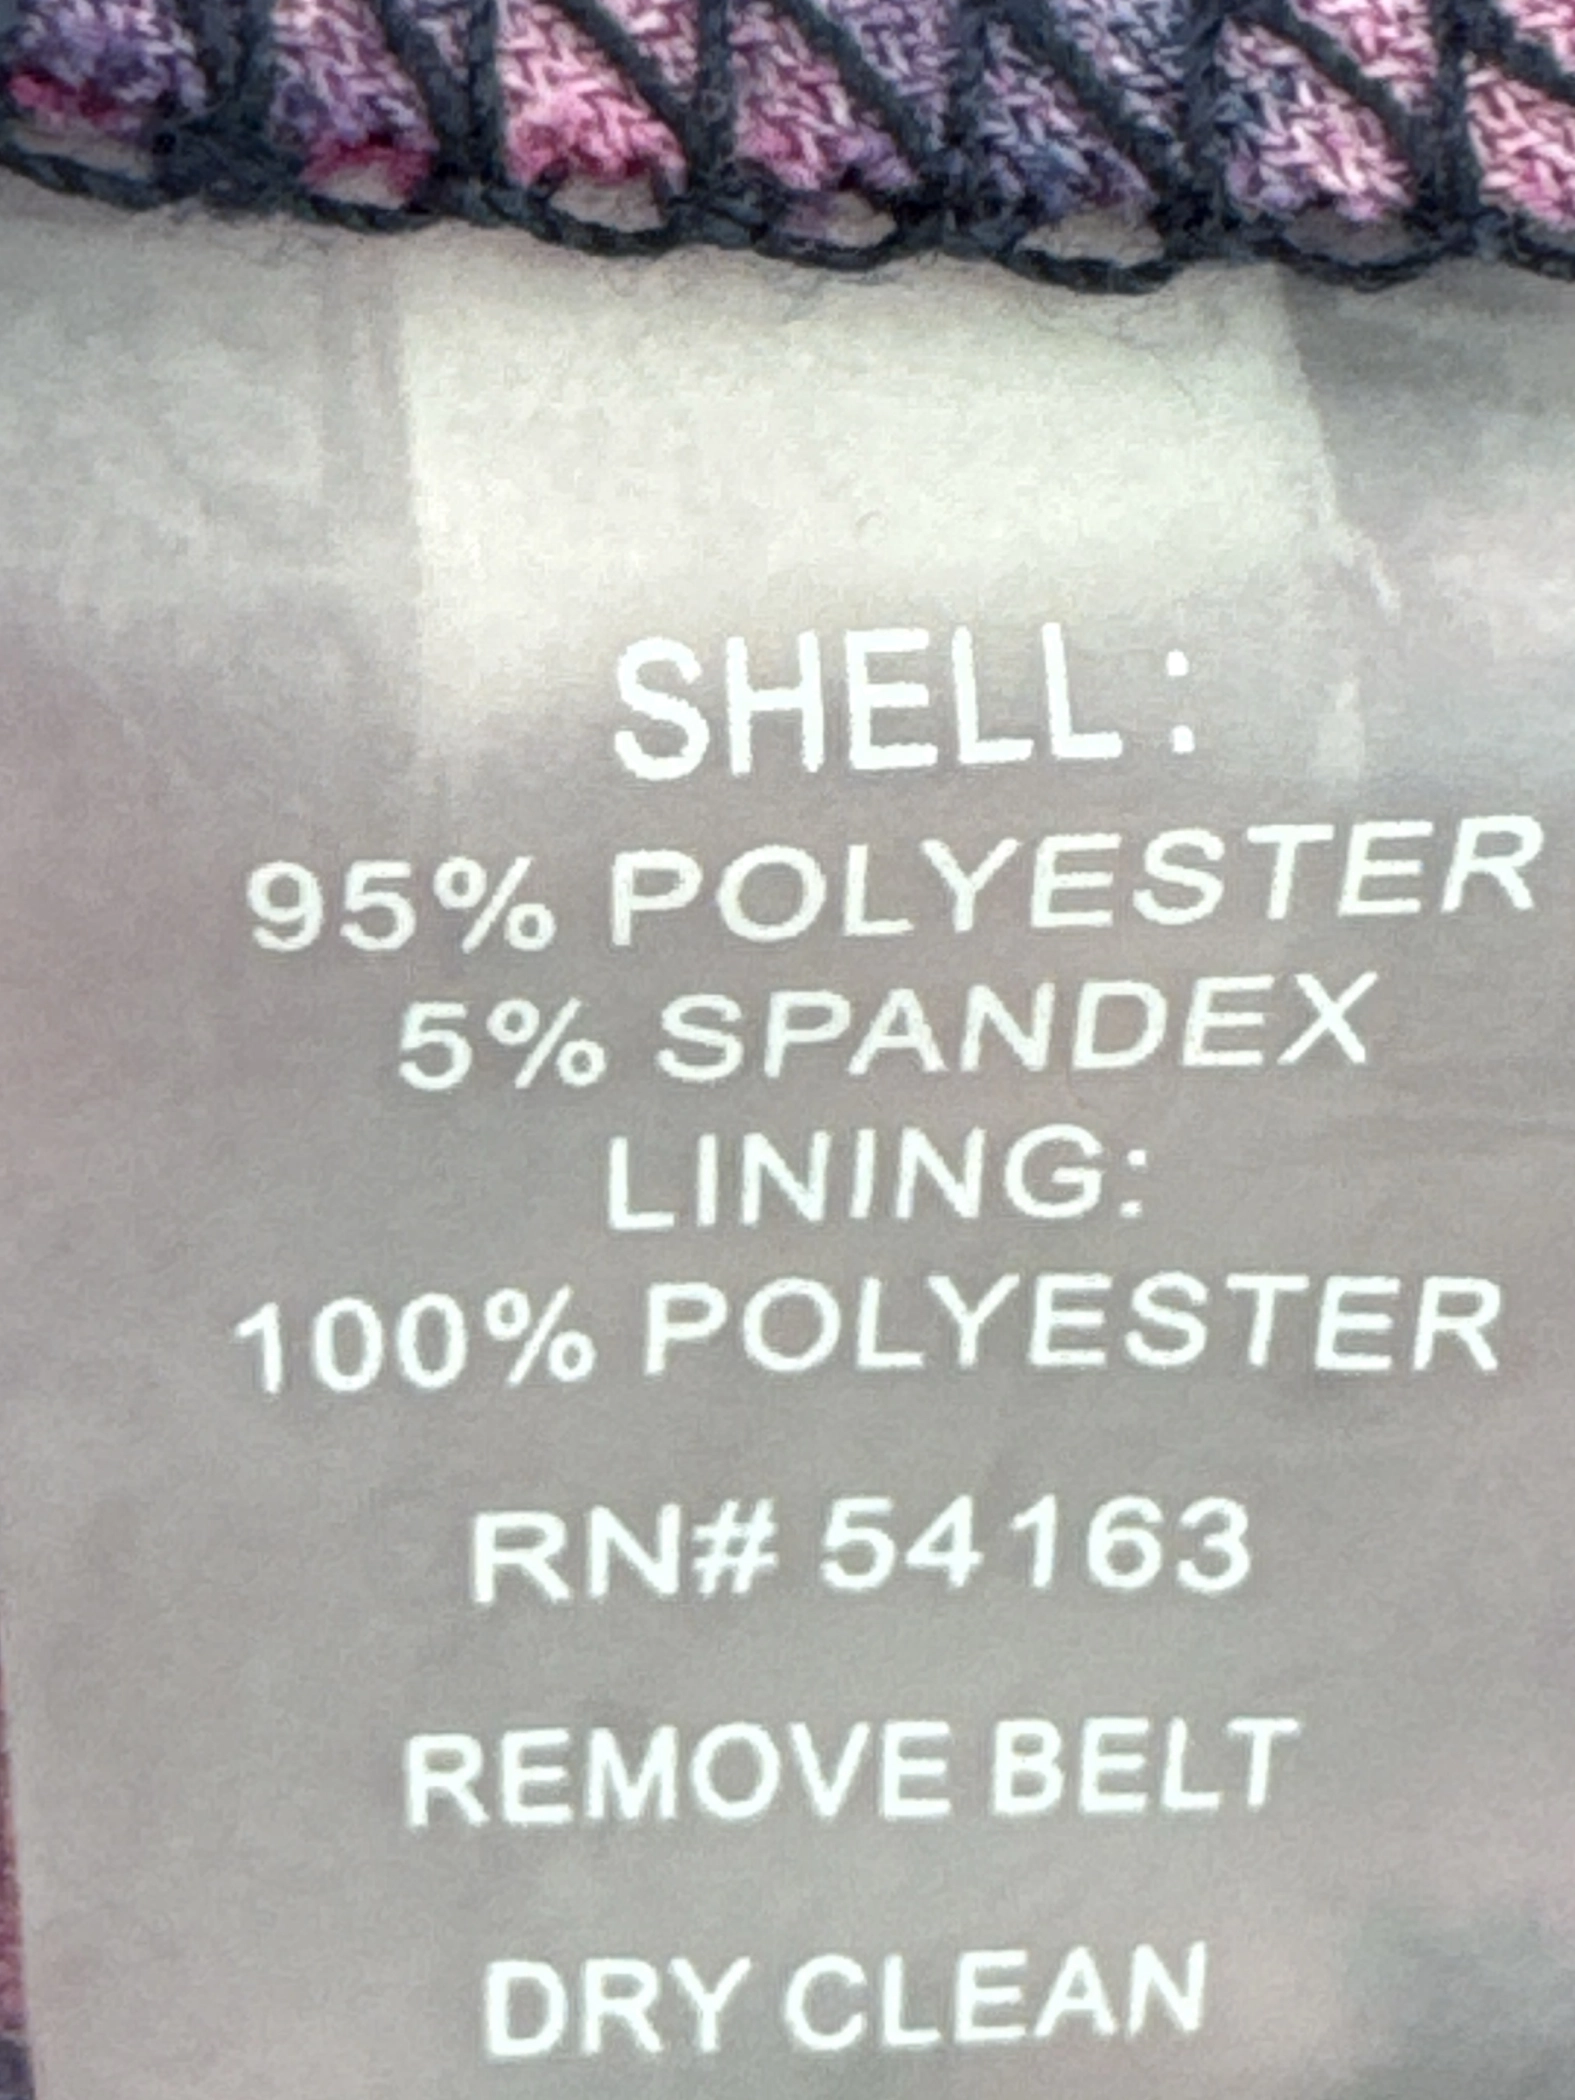 SHELL :
95% POLYESTER
5% SPANDEX
LINING:
100% POLYESTER
RN# 54163
REMOVE BELT
DRY CLEAN